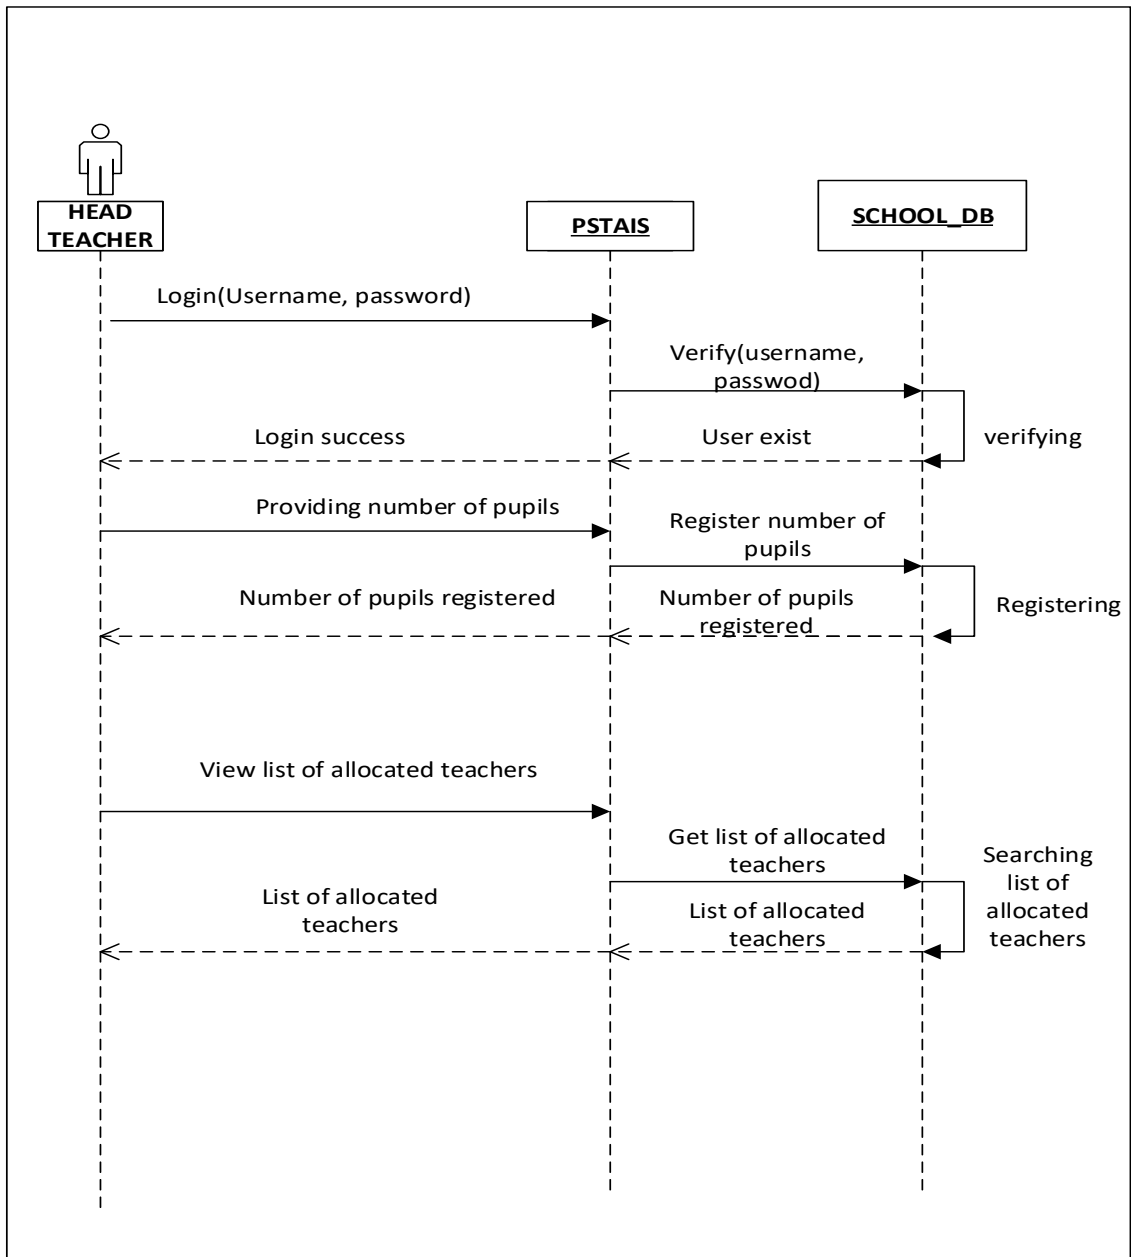 HEAD
TEACHER
PSTAIS
SCHOOL_DB
Login(Username, password)
Verify(username,
passwod)
Login success
User exist
verifying
Providing number of pupils
Register number of
pupils
Number of pupils registered
Number of pupils
registered
Registering
View list of allocated teachers
Get list of allocated
teachers
Searching
list of
allocated
teachers
List of allocated
teachers
List of allocated
teachers